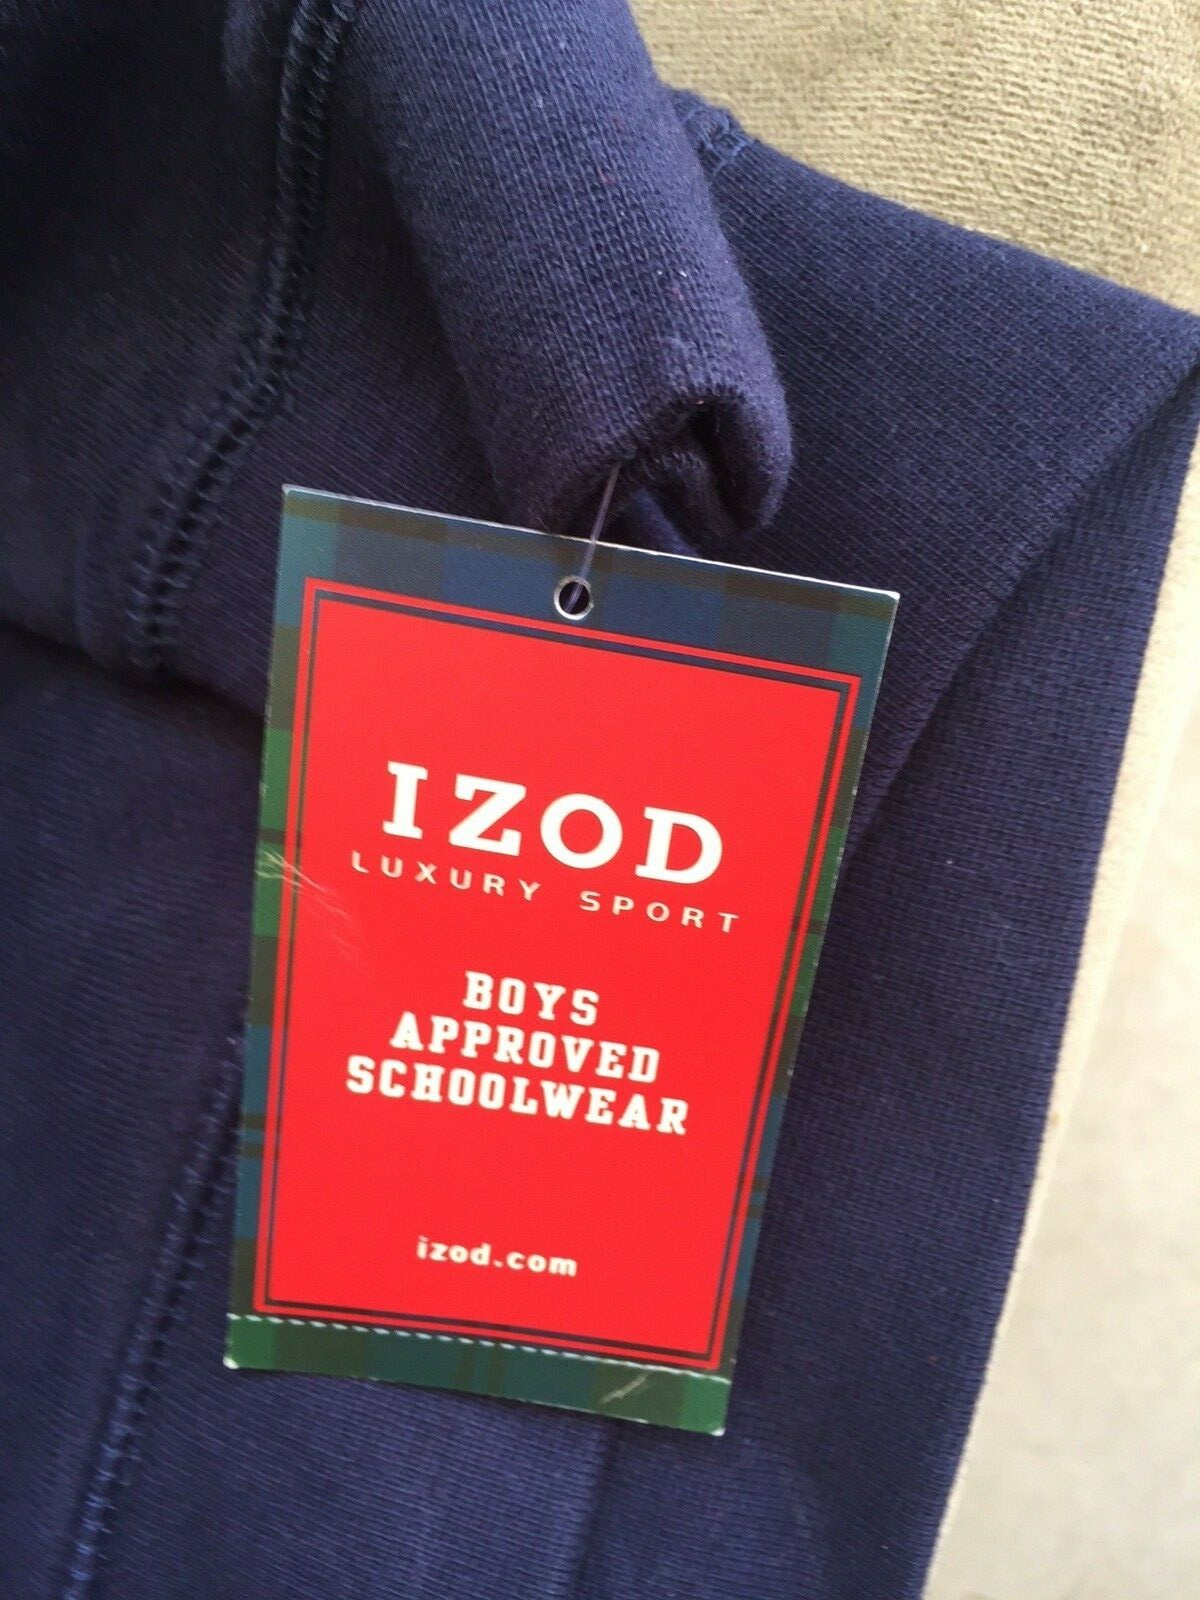 IZOD
LUXURY SPORT
BOYS
APPROVED
SCHOOLWEAR
izod.com